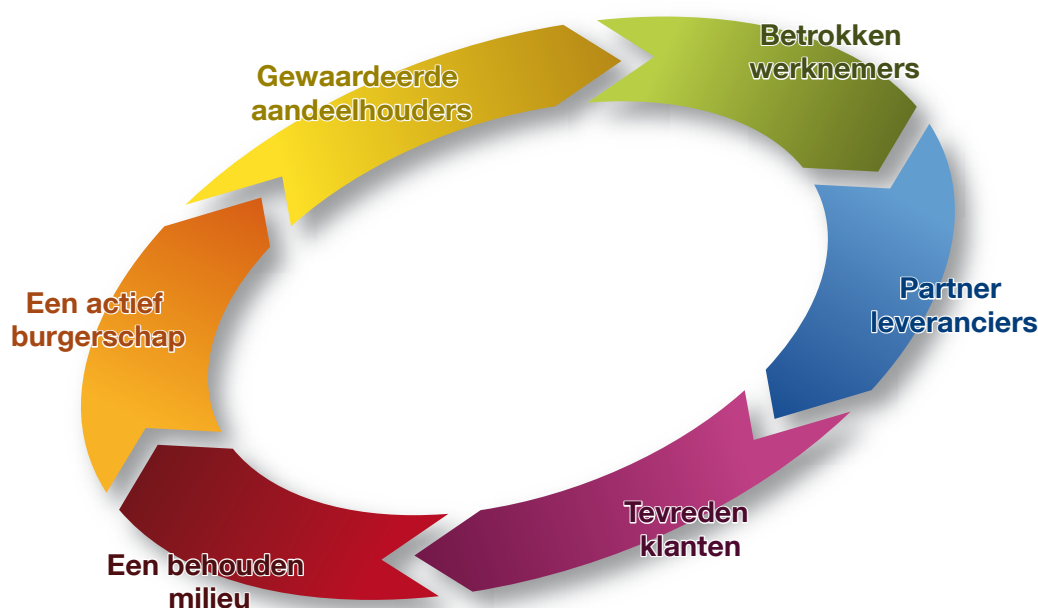 Betrokken
werknemers
Gewaardeerde
aandeelhouders
Partner
leveranciers
Een actief
burgerschap
Tevreden
klanten
Een behouden
milieu